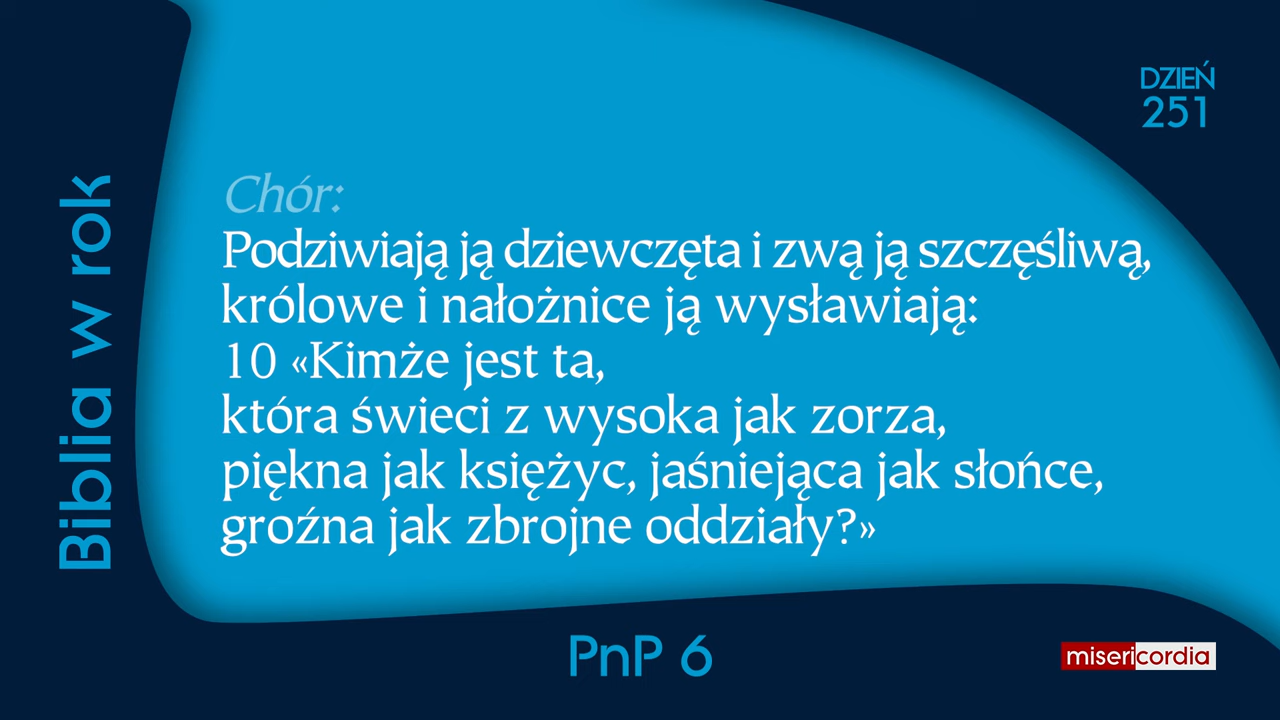 DZIEŃ
251
Biblia w rok
Chór:
Podziwiają ją dziewczęta i zwą ją szczęśliwą,
królowe i nałożnice ją wysławiają:
10 «Kimże jest ta,
która świeci z wysoka jak zorza,
piękna jak księżyc, jaśniejąca jak słońce,
groźna jak zbrojne oddziały?»
PnP 6
misericordia